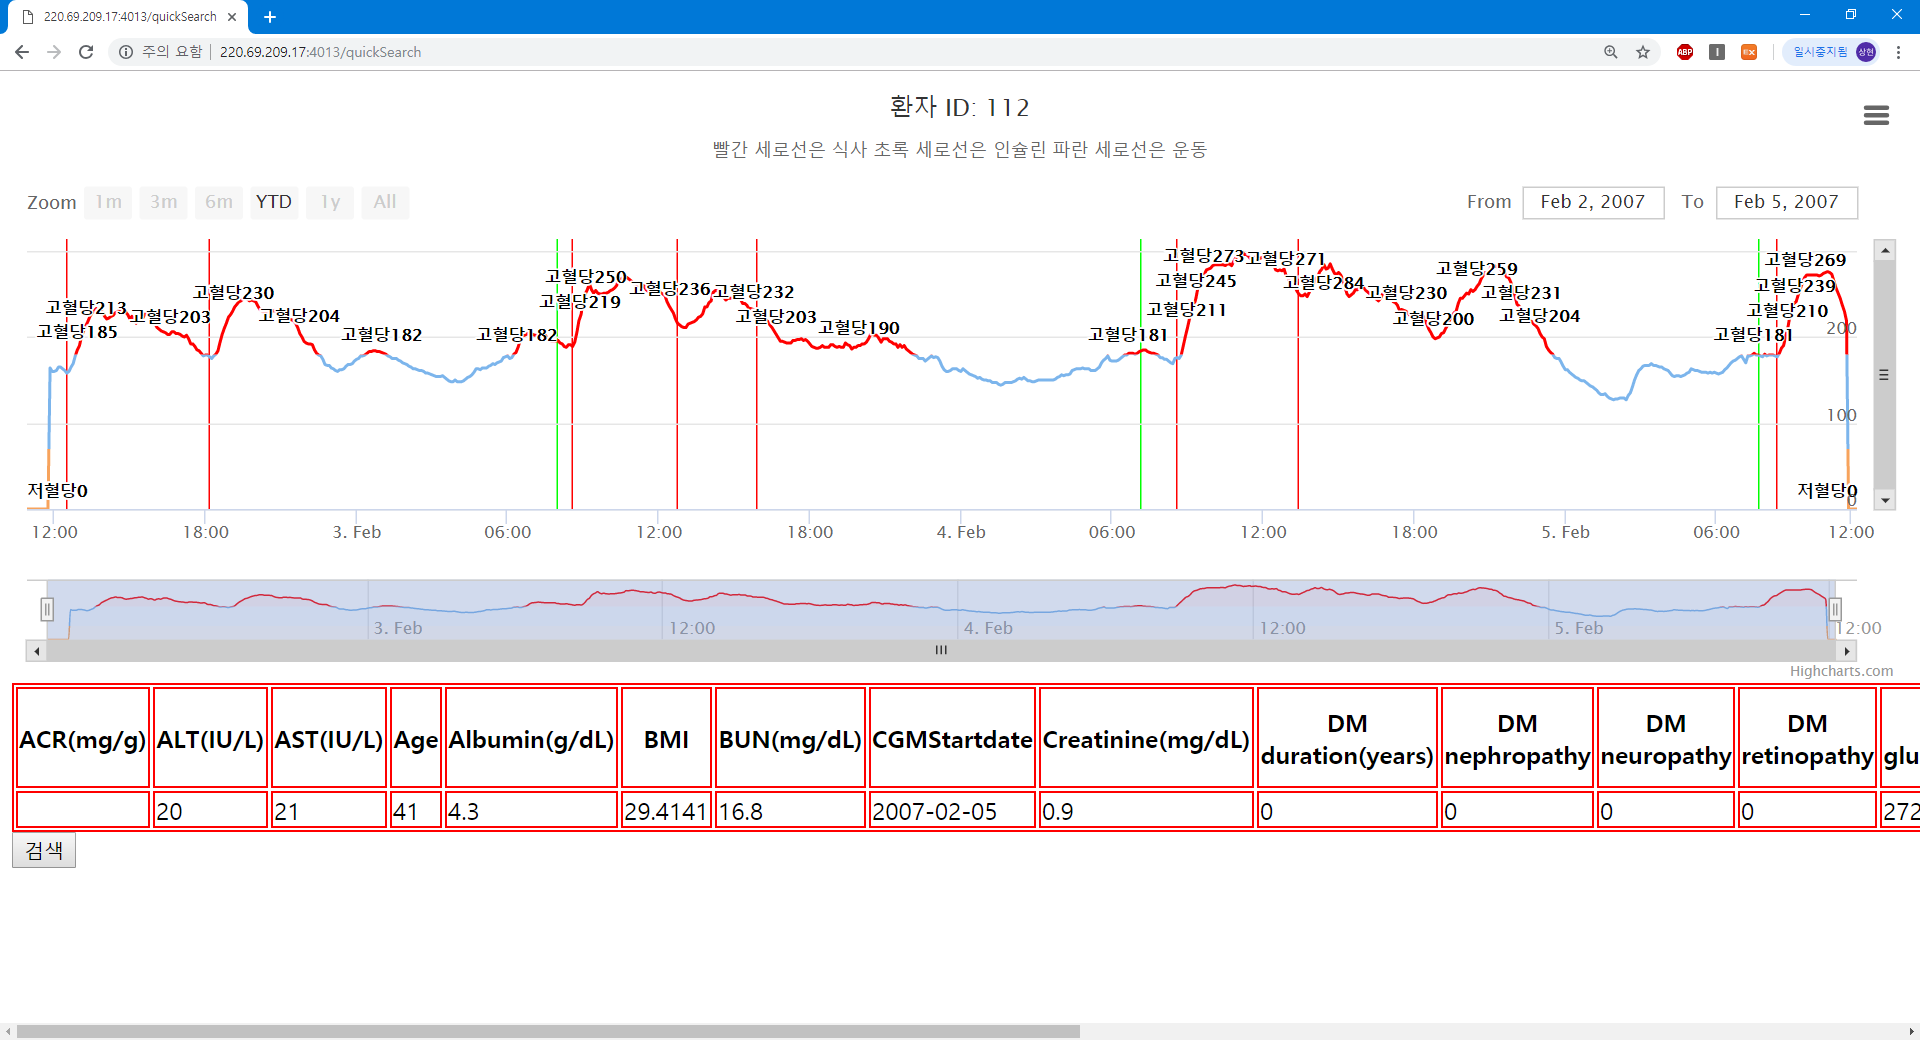 220.69.209.17:4013/quickSearch
주의 요함 220.69.209.17:4013/quickSearch
ABP
일시중지됨 상현
환자 ID: 112
빨간 세로선은 식사 초록 세로선은 인슐린 파란 세로선은 운동
Zoom 1m 3m 6m YTD 1y All
From Feb 2, 2007 To Feb 5, 2007
고혈당213
고혈당185
고혈당203
고혈당230
고혈당204
고혈당182
고혈당182
고혈당250
고혈당219
고혈당236
고혈당232
고혈당203
고혈당190
고혈당181
고혈당273
고혈당245
고혈당211
고혈당271
고혈당284
고혈당230
고혈당200
고혈당259
고혈당231
고혈당204
고혈당269
고혈당239
고혈당210
고혈당181
200
100
0
저혈당0
저혈당0
12:00 18:00 3. Feb 06:00 12:00 18:00 4. Feb 06:00 12:00 18:00 5. Feb 06:00 12:00
3. Feb 12:00 4. Feb 12:00 5. Feb 12:00
Highcharts.com
ACR(mg/g) ALT(IU/L) AST(IU/L) Age Albumin(g/dL) BMI BUN(mg/dL) CGMStartdate Creatinine(mg/dL) DM duration(years) DM nephropathy DM neuropathy DM retinopathy glu
20 21 41 4.3 29.4141 16.8 2007-02-05 0.9 0 0 0 0 272
검색